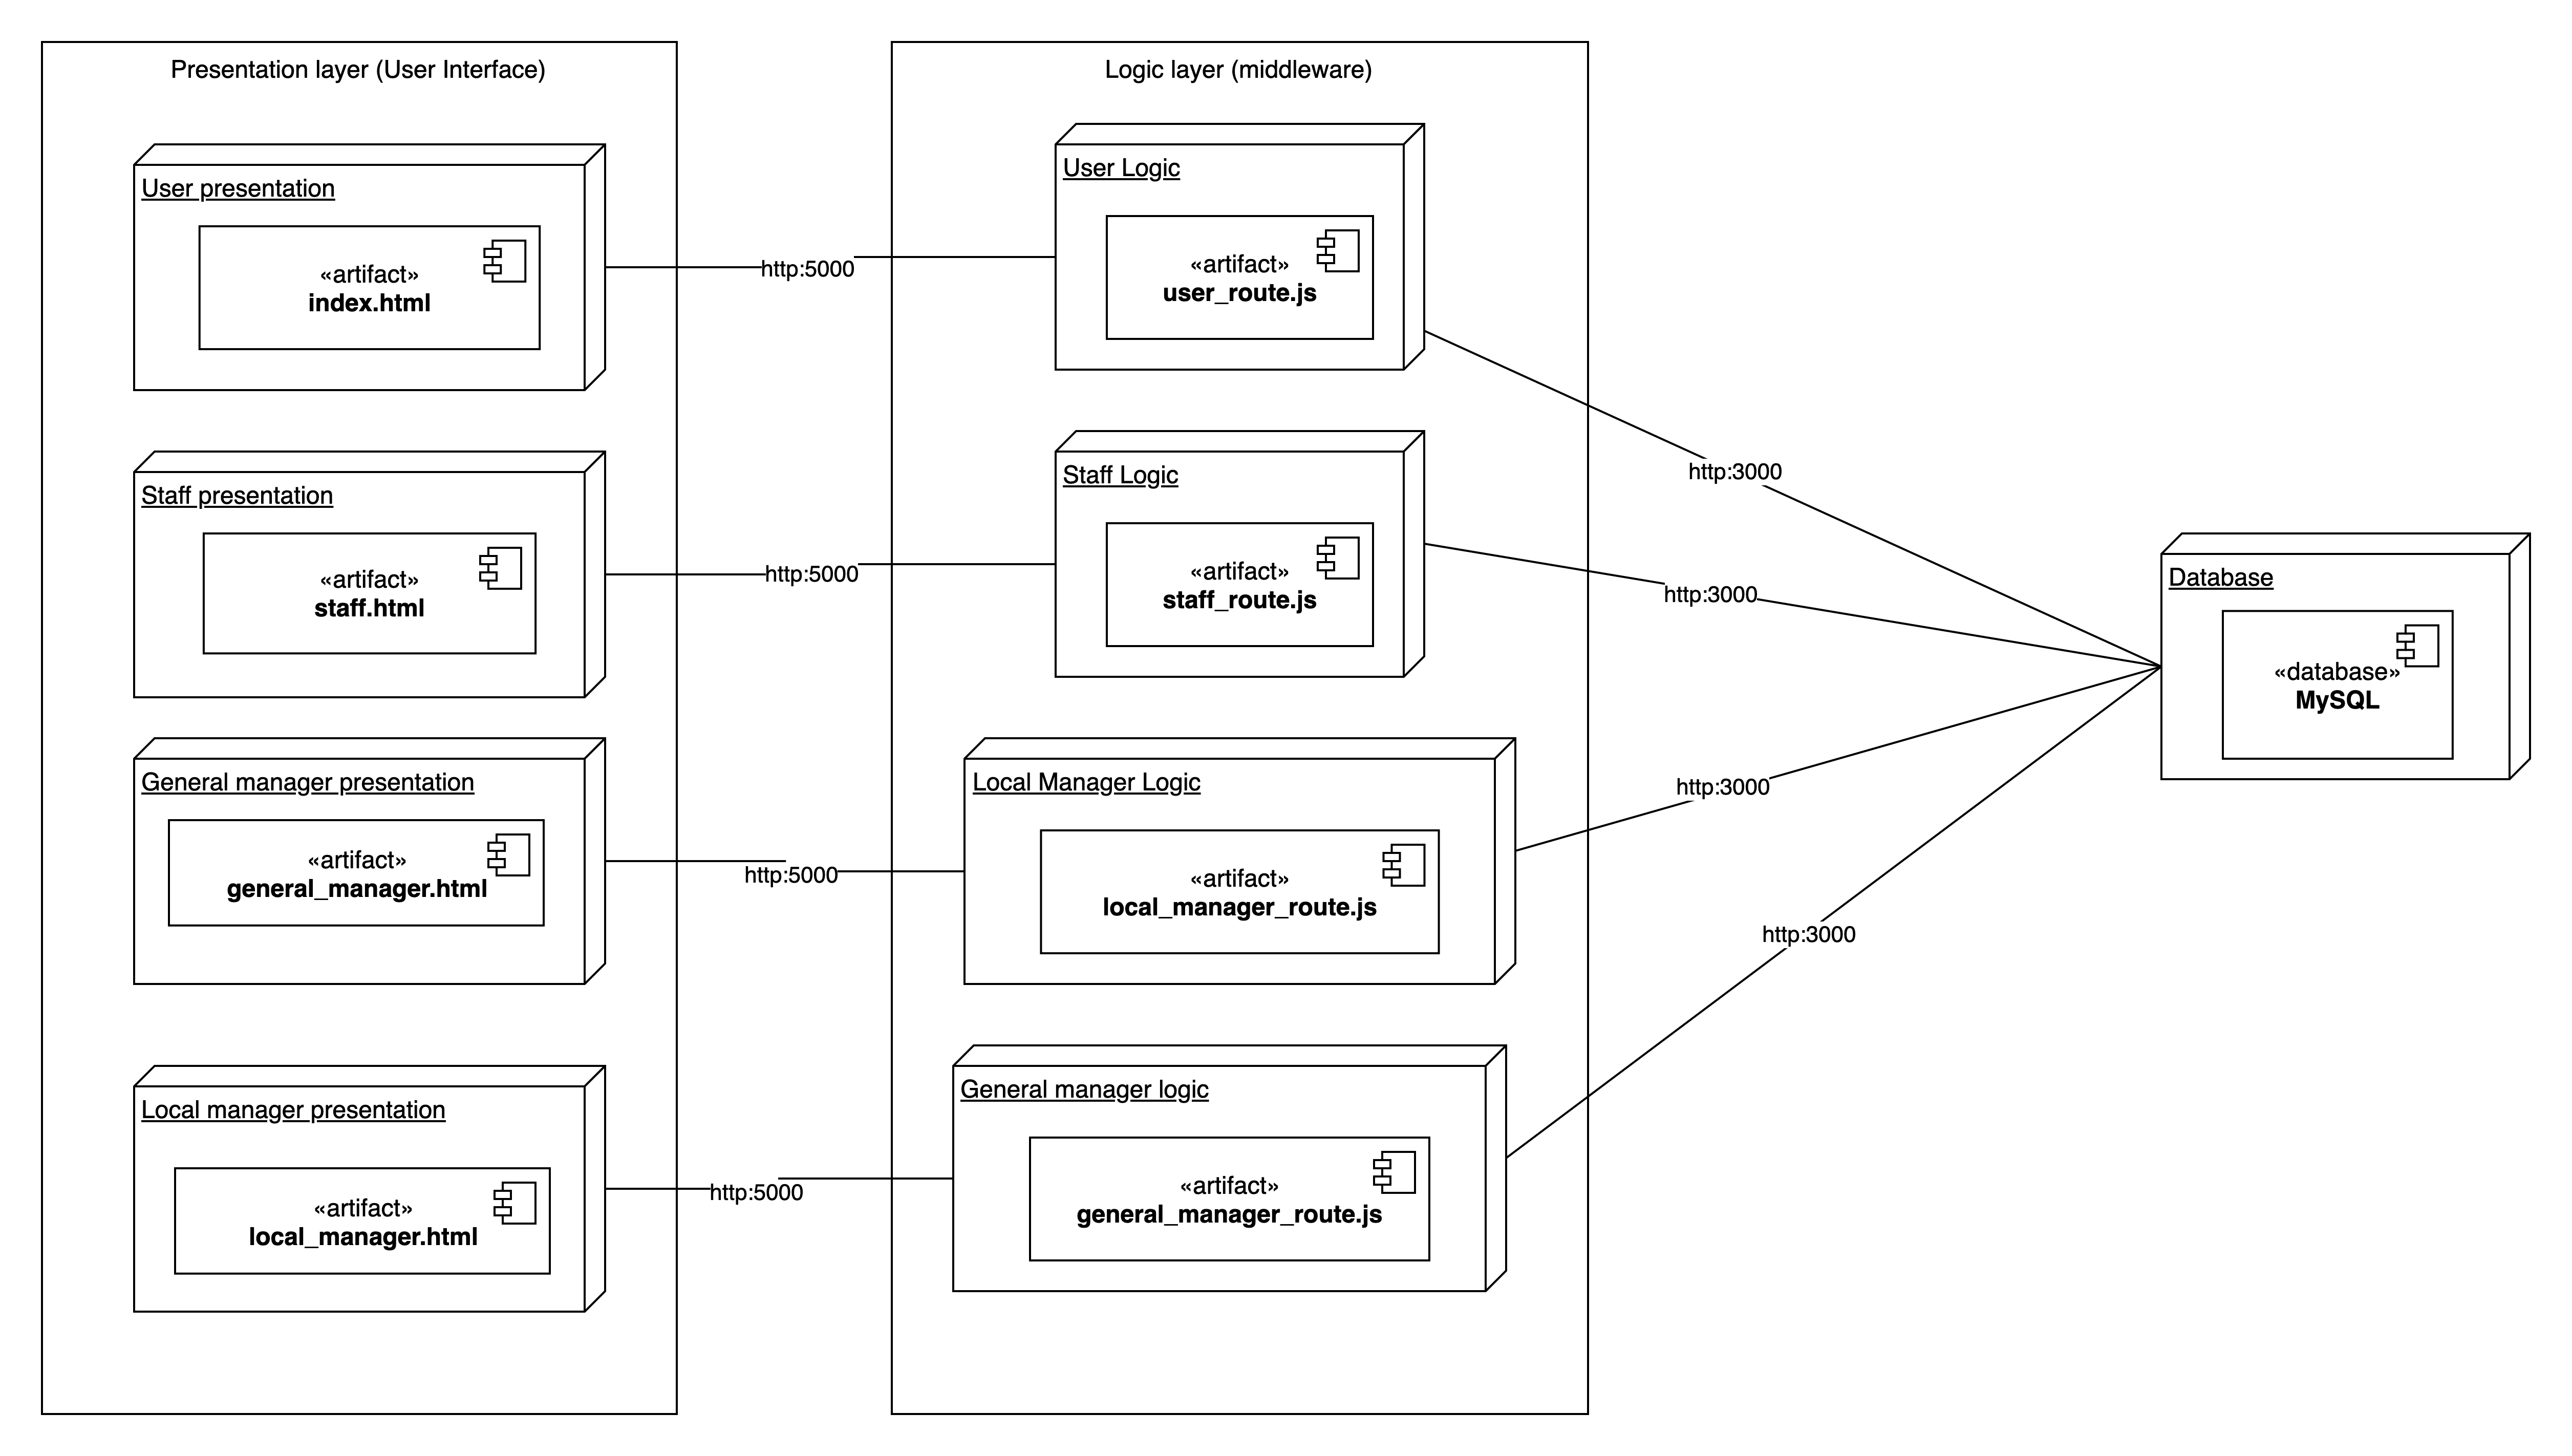 Presentation layer (User Interface)
User presentation
«artifact»
index.html
Staff presentation
«artifact»
staff.html
General manager presentation
«artifact»
general_manager.html
Local manager presentation
«artifact»
local_manager.html
http:5000
http:5000
http:5000
http:5000
Logic layer (middleware)
User Logic
«artifact»
user_route.js
Staff Logic
«artifact»
staff_route.js
Local Manager Logic
«artifact»
local_manager_route.js
General manager logic
«artifact»
general_manager_route.js
http:3000
http:3000
http:3000
http:3000
Database
«database»
MySQL